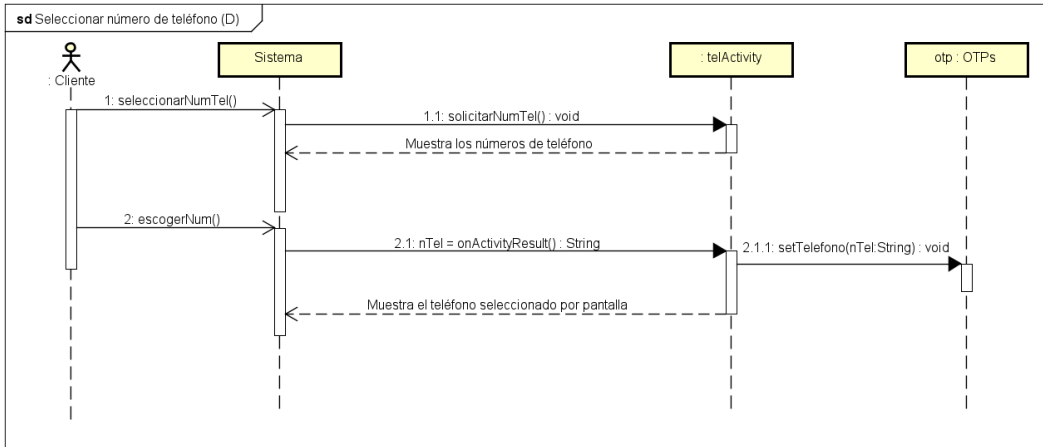 sd Seleccionar número de teléfono (D)
: Cliente
Sistema
: telActivity
otp : OTPs
1: seleccionarNumTel()
1.1: solicitarNumTel() : void
Muestra los números de teléfono
2: escogerNum()
2.1: nTel = onActivityResult() : String
2.1.1: setTelefono(nTel:String) : void
Muestra el teléfono seleccionado por pantalla